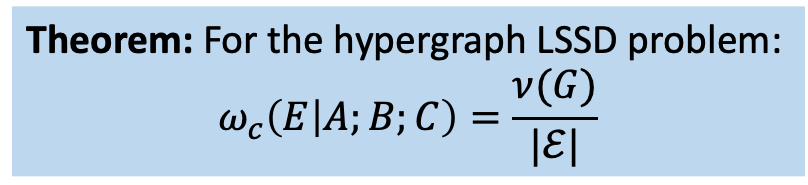 Theorem: For the hypergraph LSSD problem:
ω_c(E|A; B; C) = ν(G) / |ℰ|